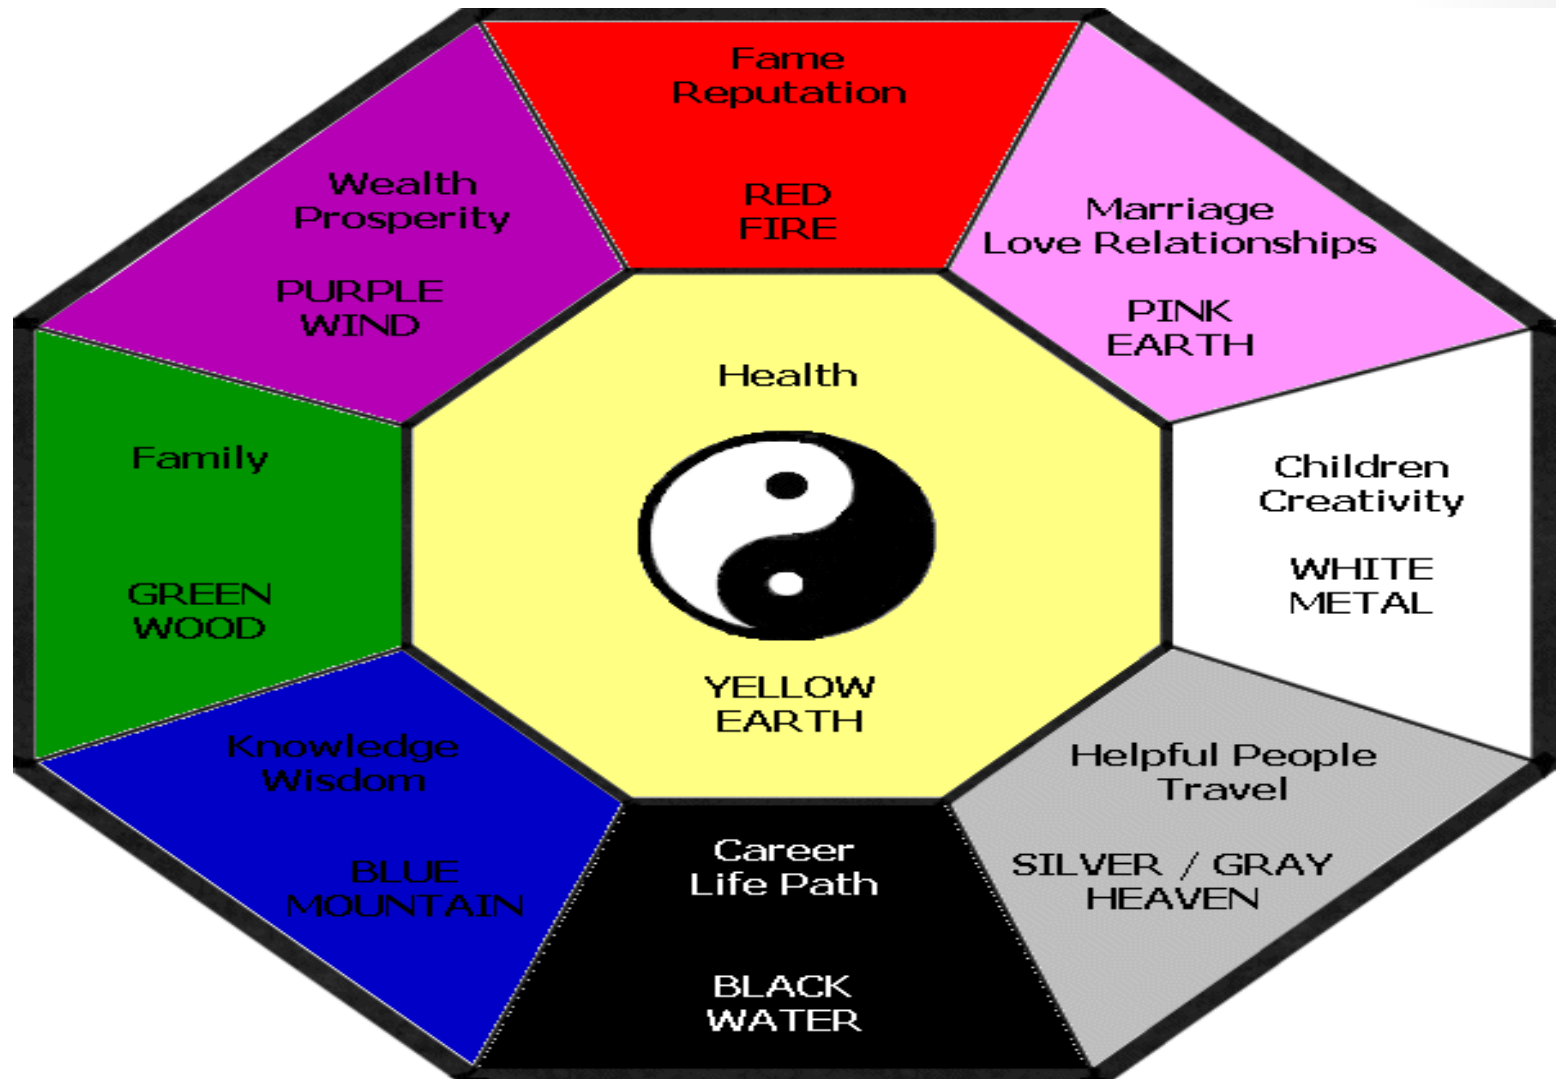 Fame
Reputation
RED
FIRE
Wealth
Prosperity
PURPLE
WIND
Marriage
Love Relationships
PINK
EARTH
Family
GREEN
WOOD
Health
YELLOW
EARTH
Children
Creativity
WHITE
METAL
Knowledge
Wisdom
BLUE
MOUNTAIN
Career
Life Path
BLACK
WATER
Helpful People
Travel
SILVER / GRAY
HEAVEN